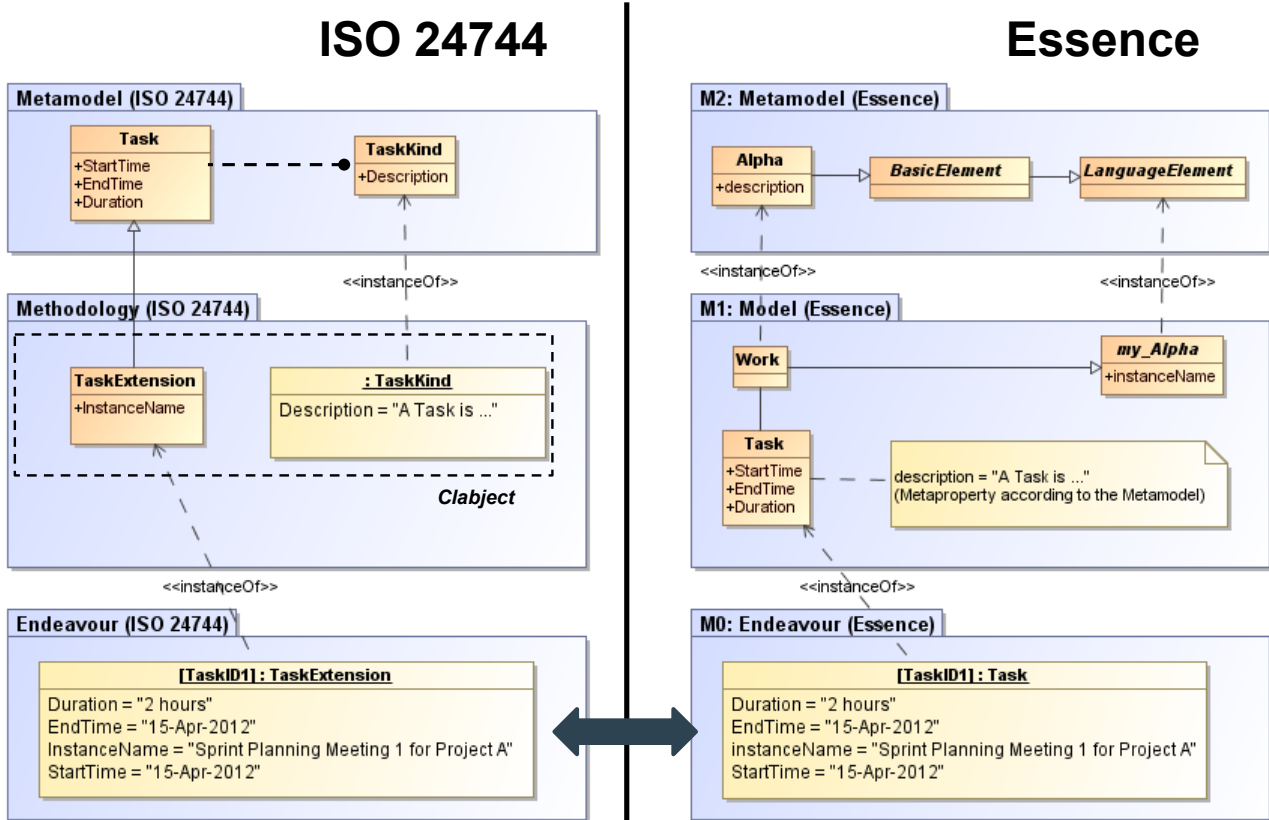 ISO 24744
Metamodel (ISO 24744)
Task
+StartTime
+EndTime
+Duration
TaskKind
+Description
<<instanceOf>>
Methodology (ISO 24744)
TaskExtension
+InstanceName
: TaskKind
Description = "A Task is ..."
Clabject
<<instanceOf>>
Endeavour (ISO 24744)
[TaskID1] : TaskExtension
Duration = "2 hours"
EndTime = "15-Apr-2012"
InstanceName = "Sprint Planning Meeting 1 for Project A"
StartTime = "15-Apr-2012"
Essence
M2: Metamodel (Essence)
Alpha
+description
BasicElement
LanguageElement
<<instanceOf>>
<<instanceOf>>
M1: Model (Essence)
Work
my_Alpha
+instanceName
Task
+StartTime
+EndTime
+Duration
description = "A Task is ..."
(Metaproperty according to the Metamodel)
<<instanceOf>>
M0: Endeavour (Essence)
[TaskID1] : Task
Duration = "2 hours"
EndTime = "15-Apr-2012"
instanceName = "Sprint Planning Meeting 1 for Project A"
StartTime = "15-Apr-2012"